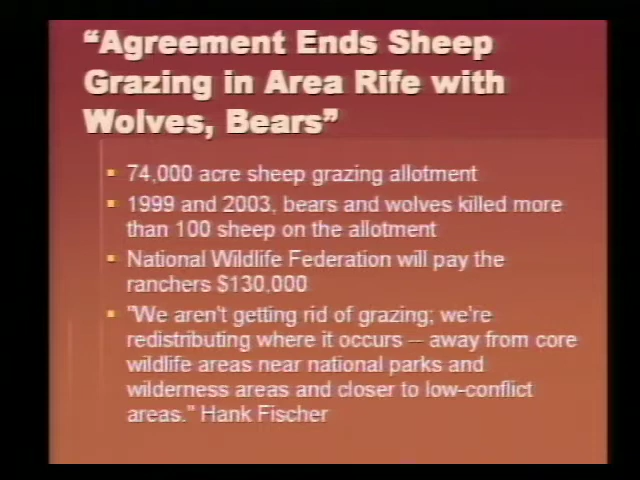 “Agreement Ends Sheep
Grazing in Area Rife with
Wolves, Bears”
74,000 acre sheep grazing allotment
1999 and 2003, bears and wolves killed more
than 100 sheep on the allotment
National Wildlife Federation will pay the
ranchers $130,000
"We aren't getting rid of grazing; we're
redistributing where it occurs -- away from core
wildlife areas near national parks and
wilderness areas and closer to low-conflict
areas." Hank Fischer